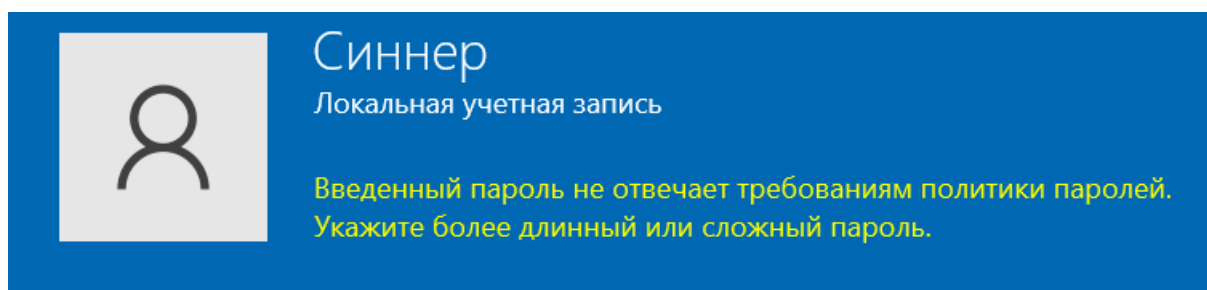 Синнер
Локальная учетная запись
Введенный пароль не отвечает требованиям политики паролей.
Укажите более длинный или сложный пароль.